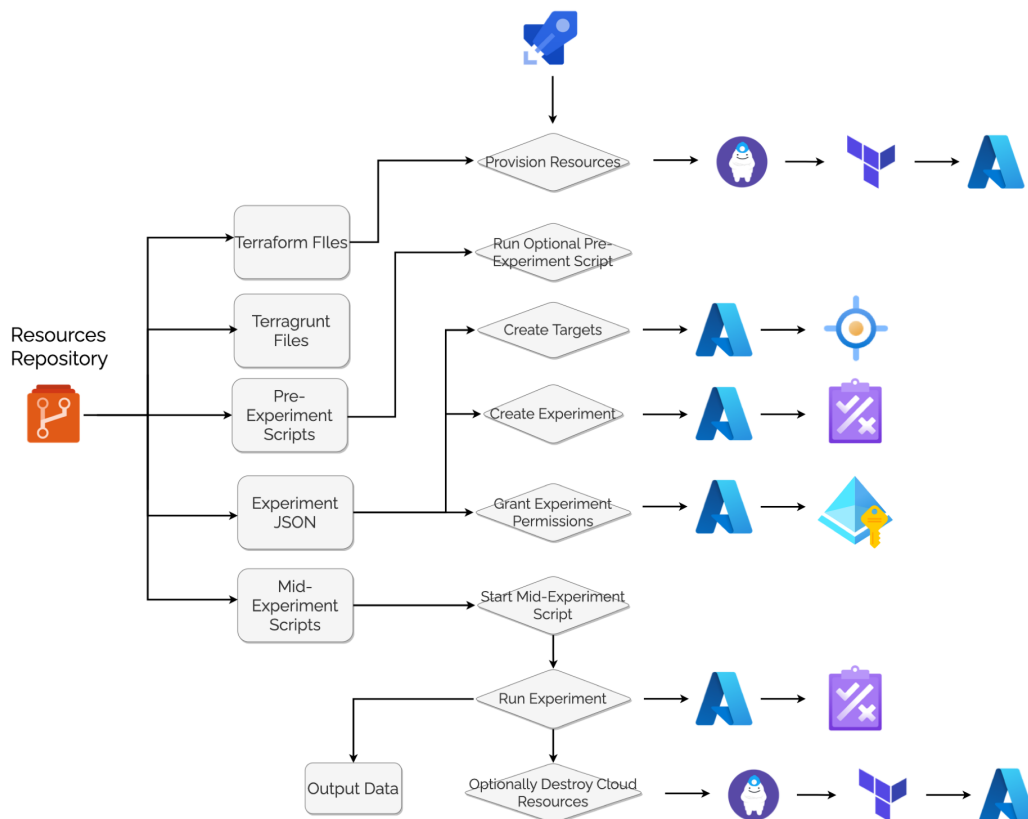 Provision Resources
Terraform FIles
Run Optional Pre-
Experiment Script
Terragrunt
Files
Create Targets
Resources
Repository
Pre-
Experiment
Scripts
Create Experiment
Experiment
JSON
Grant Experiment
Permissions
Mid-
Experiment
Scripts
Start Mid-Experiment
Script
Run Experiment
Output Data
Optionally Destroy Cloud
Resources